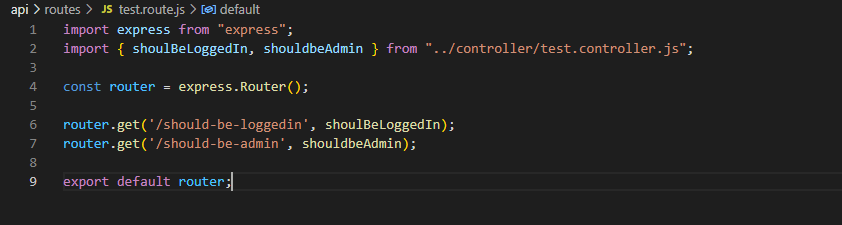 api > routes > JS test.route.js > default
1 import express from "express";
2 import { shoulBeLoggedIn, shouldbeAdmin } from "../controller/test.controller.js";
3
4 const router = express.Router();
5
6 router.get('/should-be-loggedin', shoulBeLoggedIn);
7 router.get('/should-be-admin', shouldbeAdmin);
8
9 export default router;